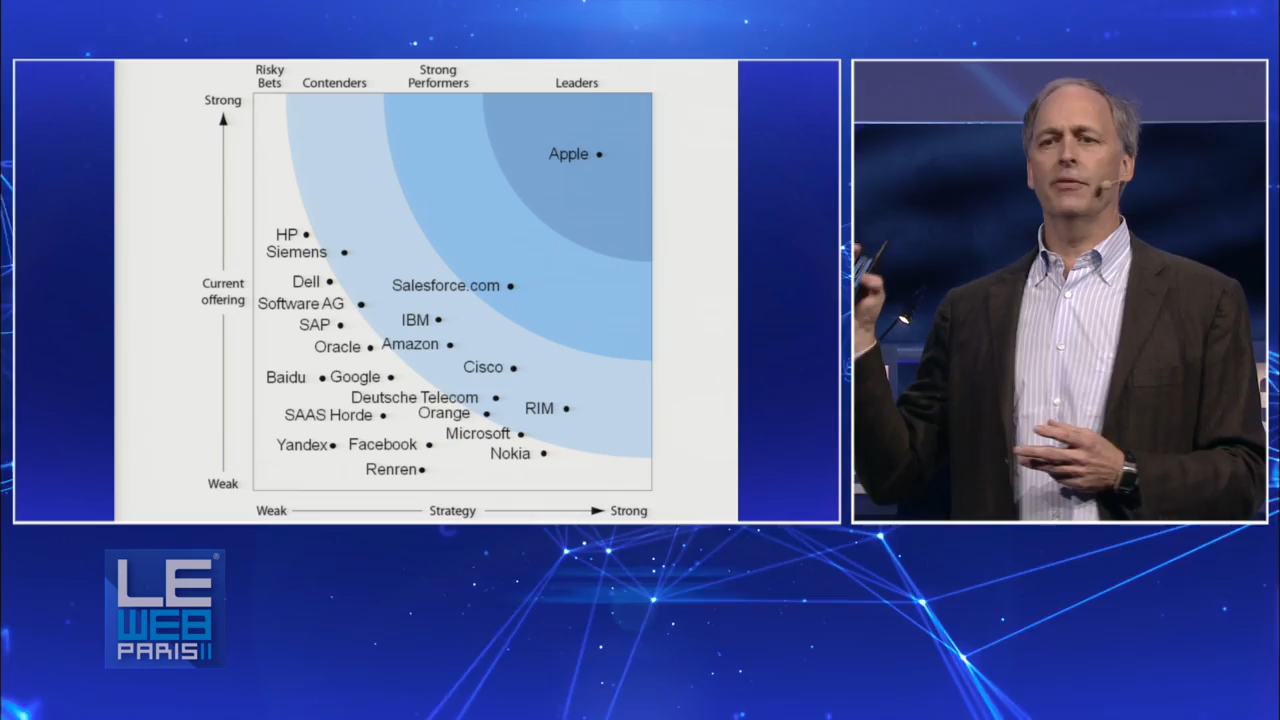 Risky
Bets
Contenders
Strong
Performers
Leaders
Strong
Apple
HP
Siemens
Dell
Salesforce.com
Current
offering
Software AG
SAP
IBM
Oracle
Amazon
Cisco
Baidu
Google
Deutsche Telecom
SAAS Horde
Orange
RIM
Microsoft
Yandex
Facebook
Nokia
Renren
Weak
Weak
Strategy
Strong
LE
WEB
PARIS11